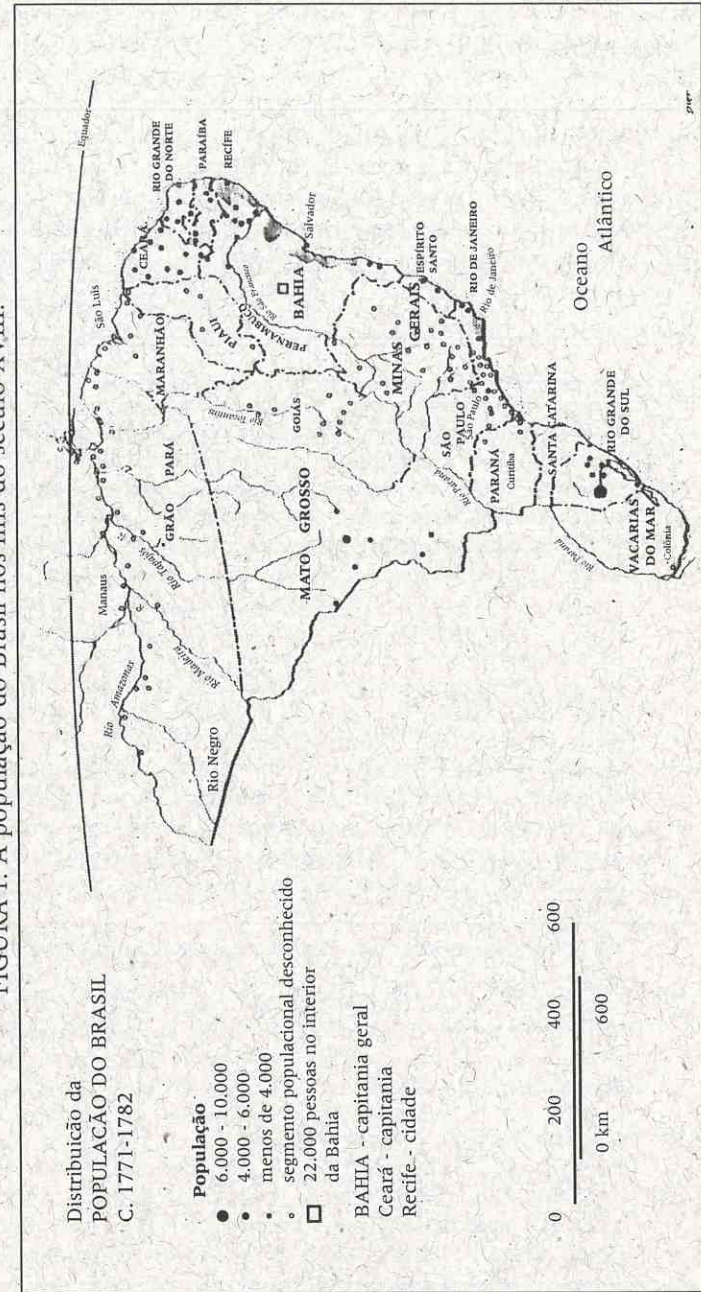 FIGURA 1: A população do Brasil nos fins do século XVIII.
Distribuicão da
POPULACÃO DO BRASIL
C. 1771-1782
População
6.000 - 10.000
4.000 - 6.000
menos de 4.000
segmento populacional desconhecido
22.000 pessoas no interior
da Bahia
BAHIA - capitania geral
Ceará - capitania
Recife - cidade
0 200 400 600
0 km 600
Equador
São Luis
Manaus
Rio Amazonas
Rio Negro
Rio Madeira
Rio Tapajós
GRÃO PARÁ
MARANHÃO
CEARÁ
RIO GRANDE
DO NORTE
PARAÍBA
RECIFE
PIAUÍ
PERNAMBUCO
Rio São Francisco
Rio Tocantins
GOIÁS
BAHIA
Salvador
MATO GROSSO
MINAS GERAIS
ESPÍRITO
SANTO
RIO DE JANEIRO
Rio de Janeiro
SÃO PAULO
São Paulo
Rio Paraná
PARANÁ
Curitiba
SANTA CATARINA
RIO GRANDE
DO SUL
Rio Paraná
VACARIAS
DO MAR
Colônia
Oceano
Atlântico